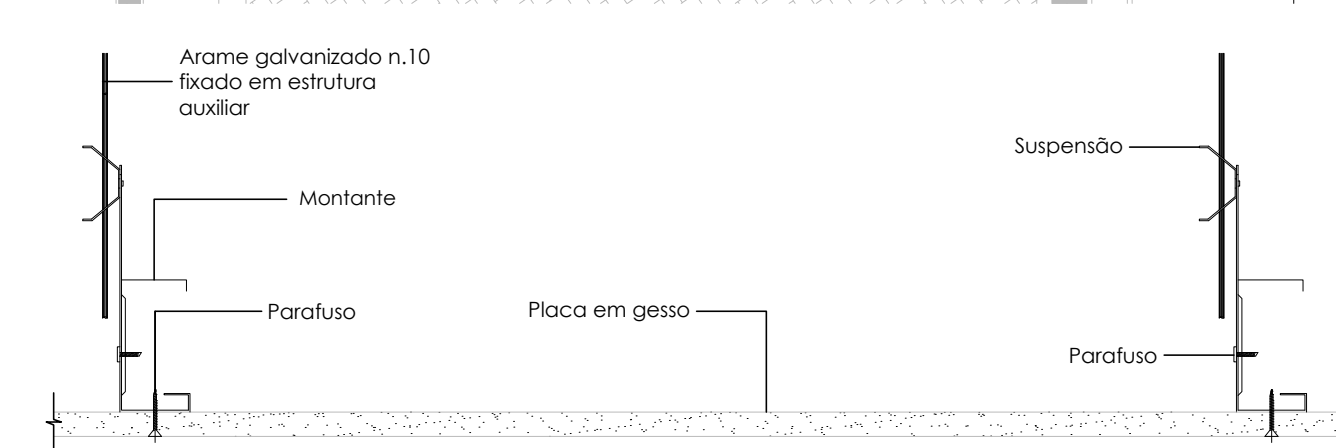 Arame galvanizado n.10
fixado em estrutura
auxiliar
Suspensão
Montante
Parafuso
Placa em gesso
Parafuso